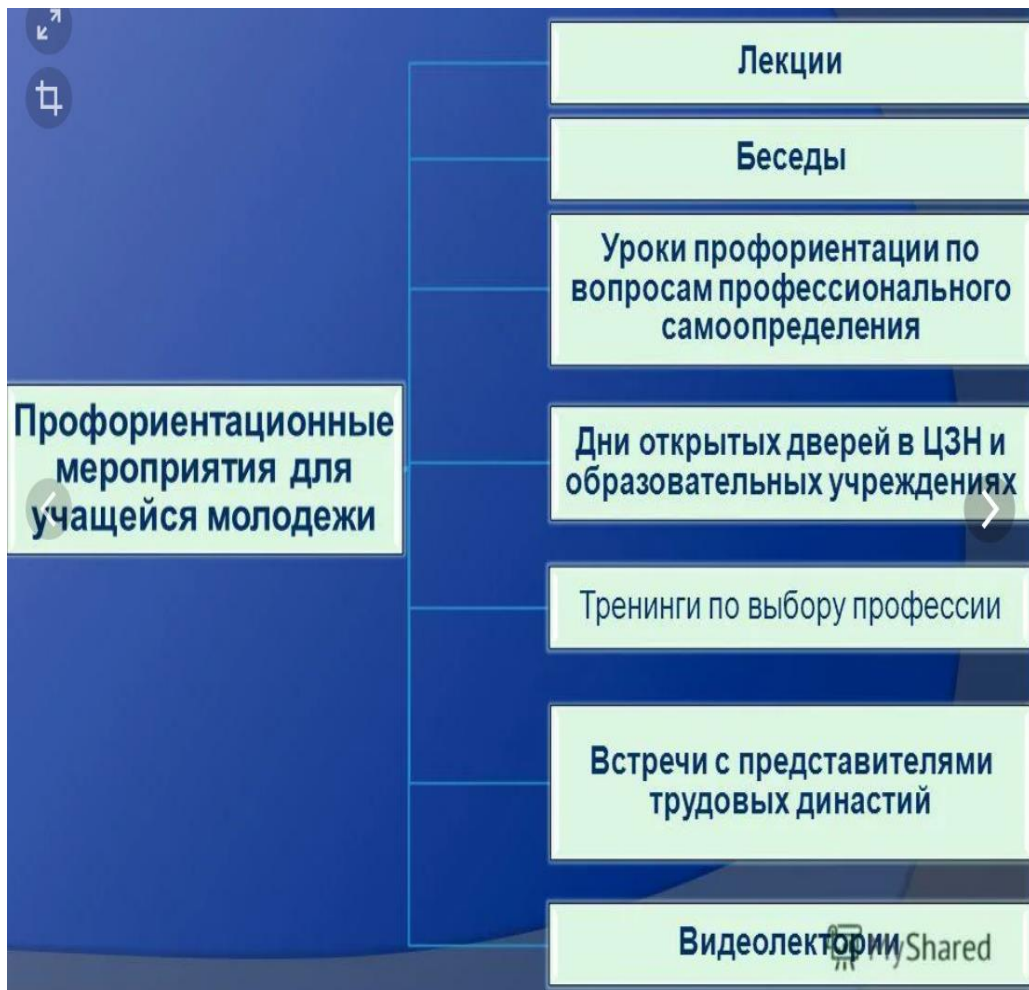 Профориентационные
мероприятия для
учащейся молодежи
Лекции
Беседы
Уроки профориентации по
вопросам профессионального
самоопределения
Дни открытых дверей в ЦЗН и
образовательных учреждениях
Тренинги по выбору профессии
Встречи с представителями
трудовых династий
Видеолектории
MyShared